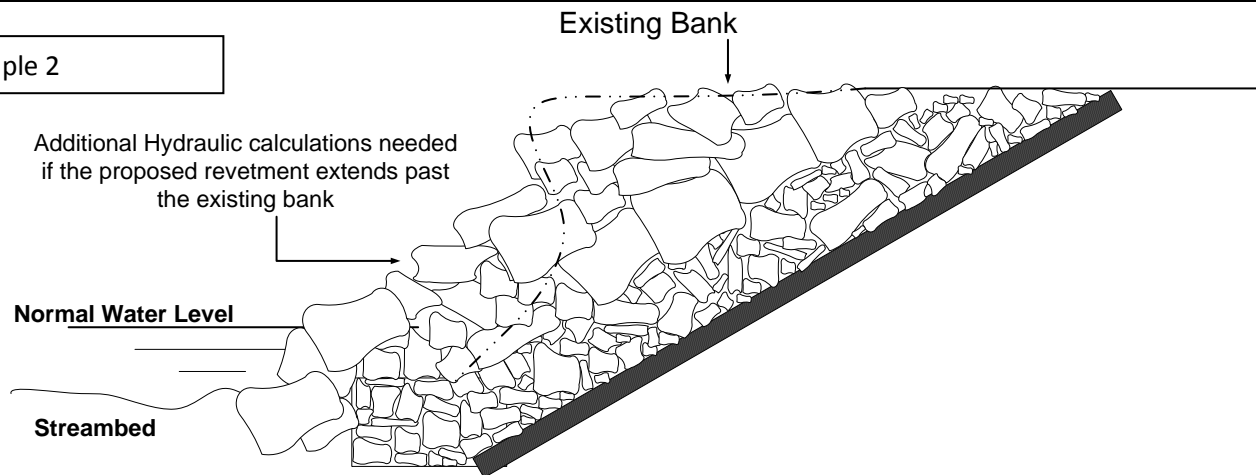 Existing Bank
ple 2
Additional Hydraulic calculations needed
if the proposed revetment extends past
the existing bank
Normal Water Level
Streambed